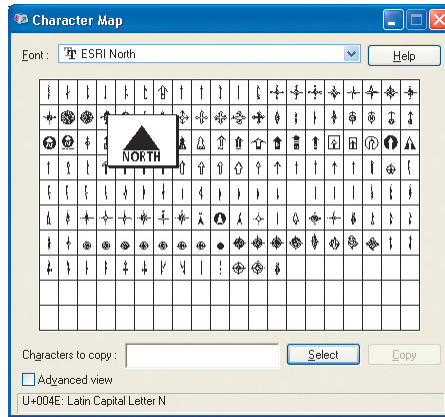 Character Map
Font : ESRI North Help
NORTH
Characters to copy : Select Copy
Advanced view
U+004E: Latin Capital Letter N